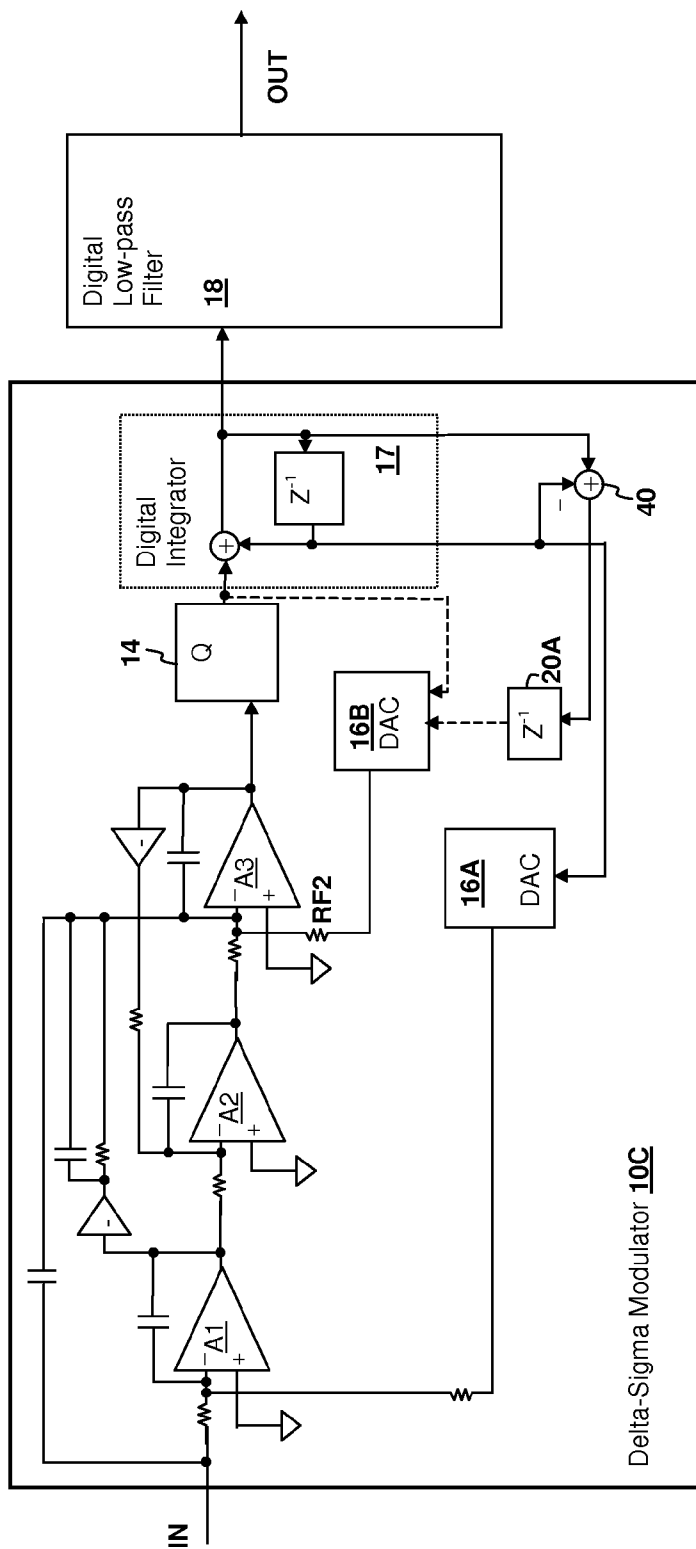 IN
A1
−
+
-
A2
−
+
A3
−
+
-
RF2
14
Q
Digital
Integrator
+
Z-1
17
Digital
Low-pass
Filter
18
OUT
16B
DAC
Z-1
20A
+
−
40
16A
DAC
Delta-Sigma Modulator 10C